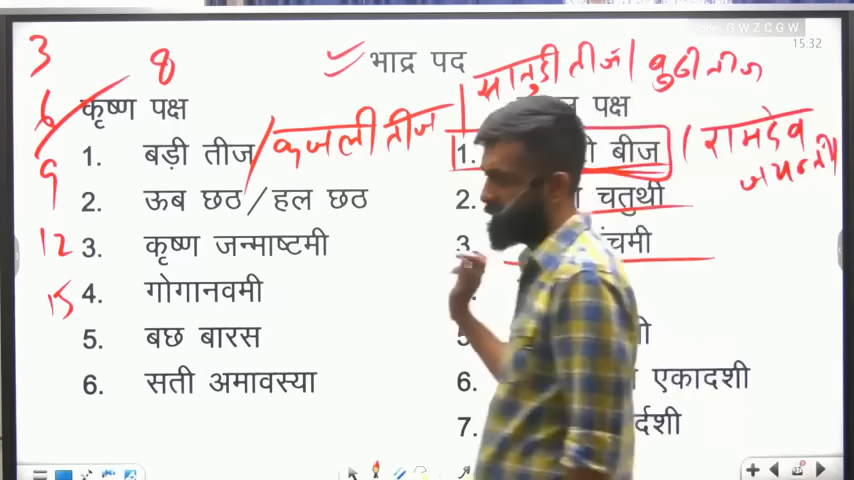 GWZCGW
15:32
3
8
भाद्र पद
सातुडी तीज / बुढी तीज
6
कृष्ण पक्ष
पक्ष
1. बड़ी तीज / कजली तीज
1. बीज / रामदेव जयन्ती
9
2. ऊब छठ / हल छठ
2. चतुर्थी
12
3. कृष्ण जन्माष्टमी
3. पंचमी
15
4. गोगानवमी
5. बछ बारस
5.
6. सती अमावस्या
6. एकादशी
7.